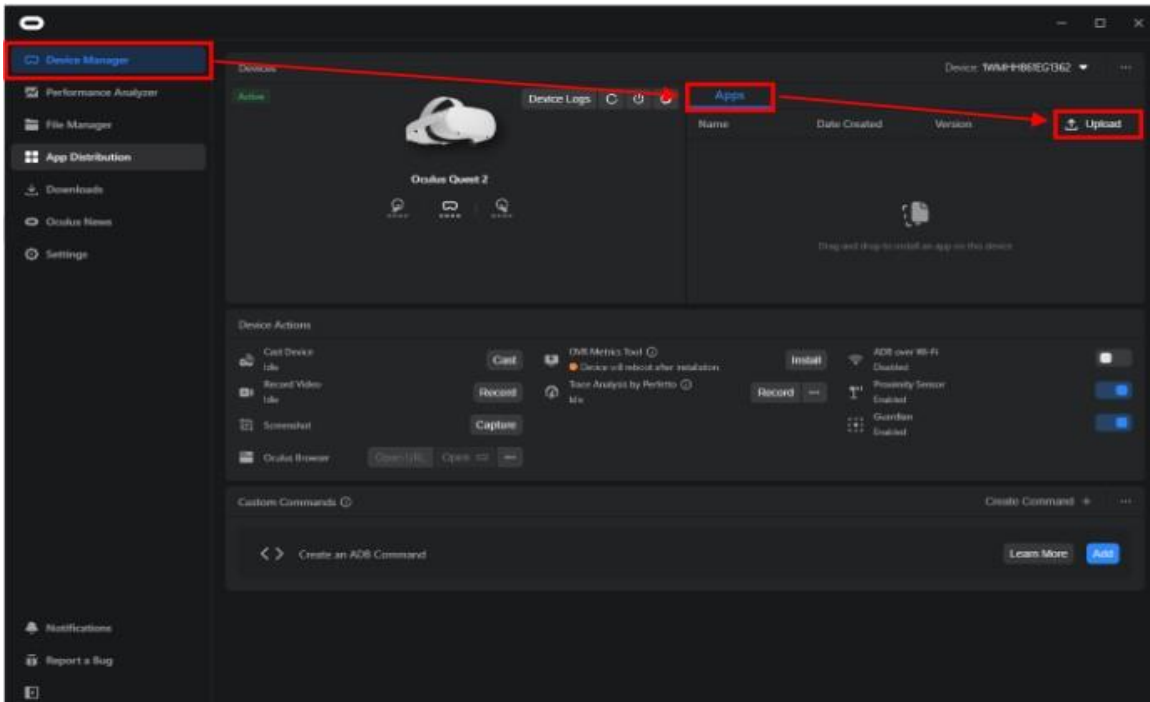 Device Manager
Performance Analyzer
File Manager
App Distribution
Downloads
Oculus News
Settings
Notifications
Report a Bug
Devices
Device: 
Active
Device Logs
Oculus Quest 2
Apps
Name Date Created Version
Upload
Drag and drop to install an app on this device
Device Actions
Cast Device
Idle
Cast
Record Video
Idle
Record
Screenshot
Capture
Oculus Browser
Open URL Open
OVR Metrics Tool
Device will reboot after installation.
Install
Trace Analysis by Perfetto
Idle
Record
ADB over Wi-Fi
Disabled
Proximity Sensor
Enabled
Guardian
Enabled
Custom Commands
Create Command +
Create an ADB Command
Learn More
Add